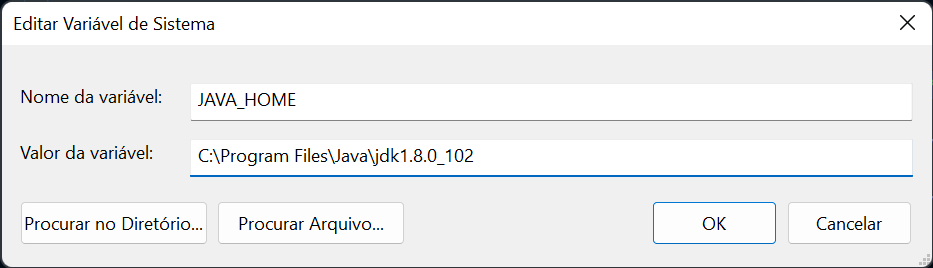 Editar Variável de Sistema
Nome da variável: JAVA_HOME
Valor da variável: C:\Program Files\Java\jdk1.8.0_102
Procurar no Diretório... Procurar Arquivo... OK Cancelar